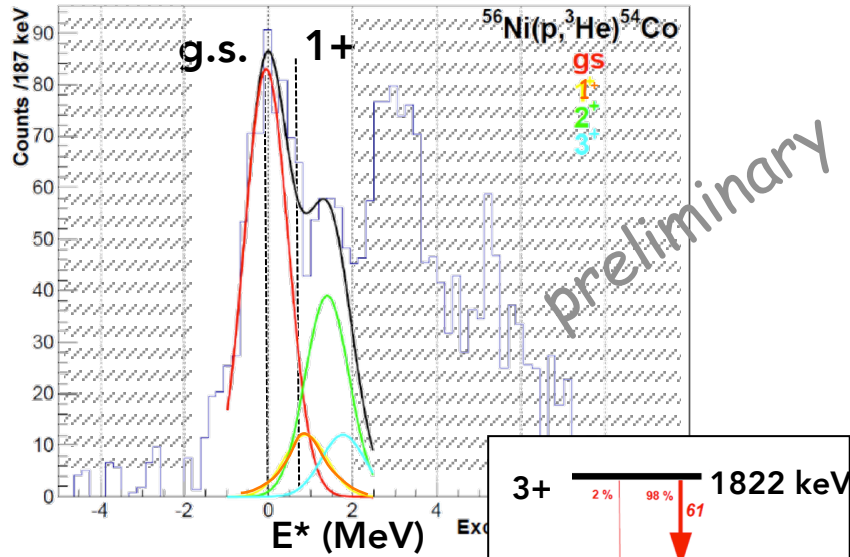 56Ni(p,3He)54Co
g.s. 1+
gs
1+
2+
3+
Counts /187 keV
90
80
70
60
50
40
30
20
10
0
-4 -2 0 2 4
E* (MeV)
preliminary
3+ 2 % 98 % 61 1822 keV